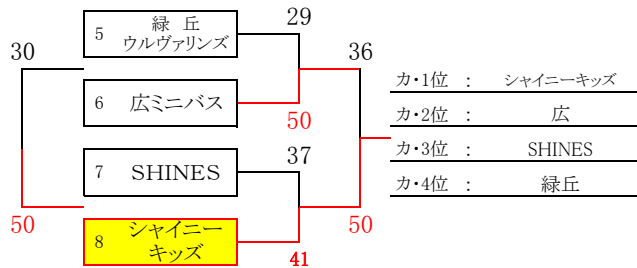 29
5 緑 丘
ウルヴァリンズ
30
36
6 広ミニバス
50
カ・1位 : シャイニーキッズ
カ・2位 : 広
カ・3位 : SHINES
カ・4位 : 緑丘
37
7 SHINES
50
8 シャイニー
キッズ
50
41